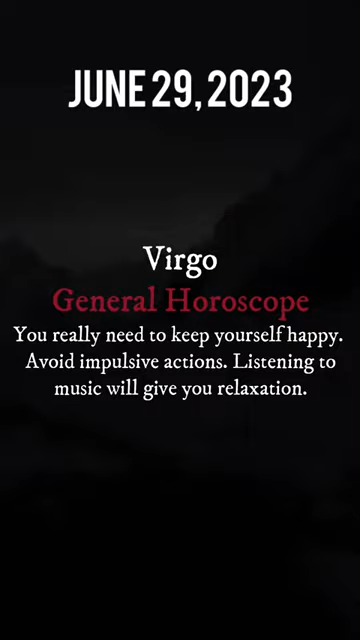 JUNE 29, 2023
Virgo
General Horoscope
You really need to keep yourself happy.
Avoid impulsive actions. Listening to
music will give you relaxation.